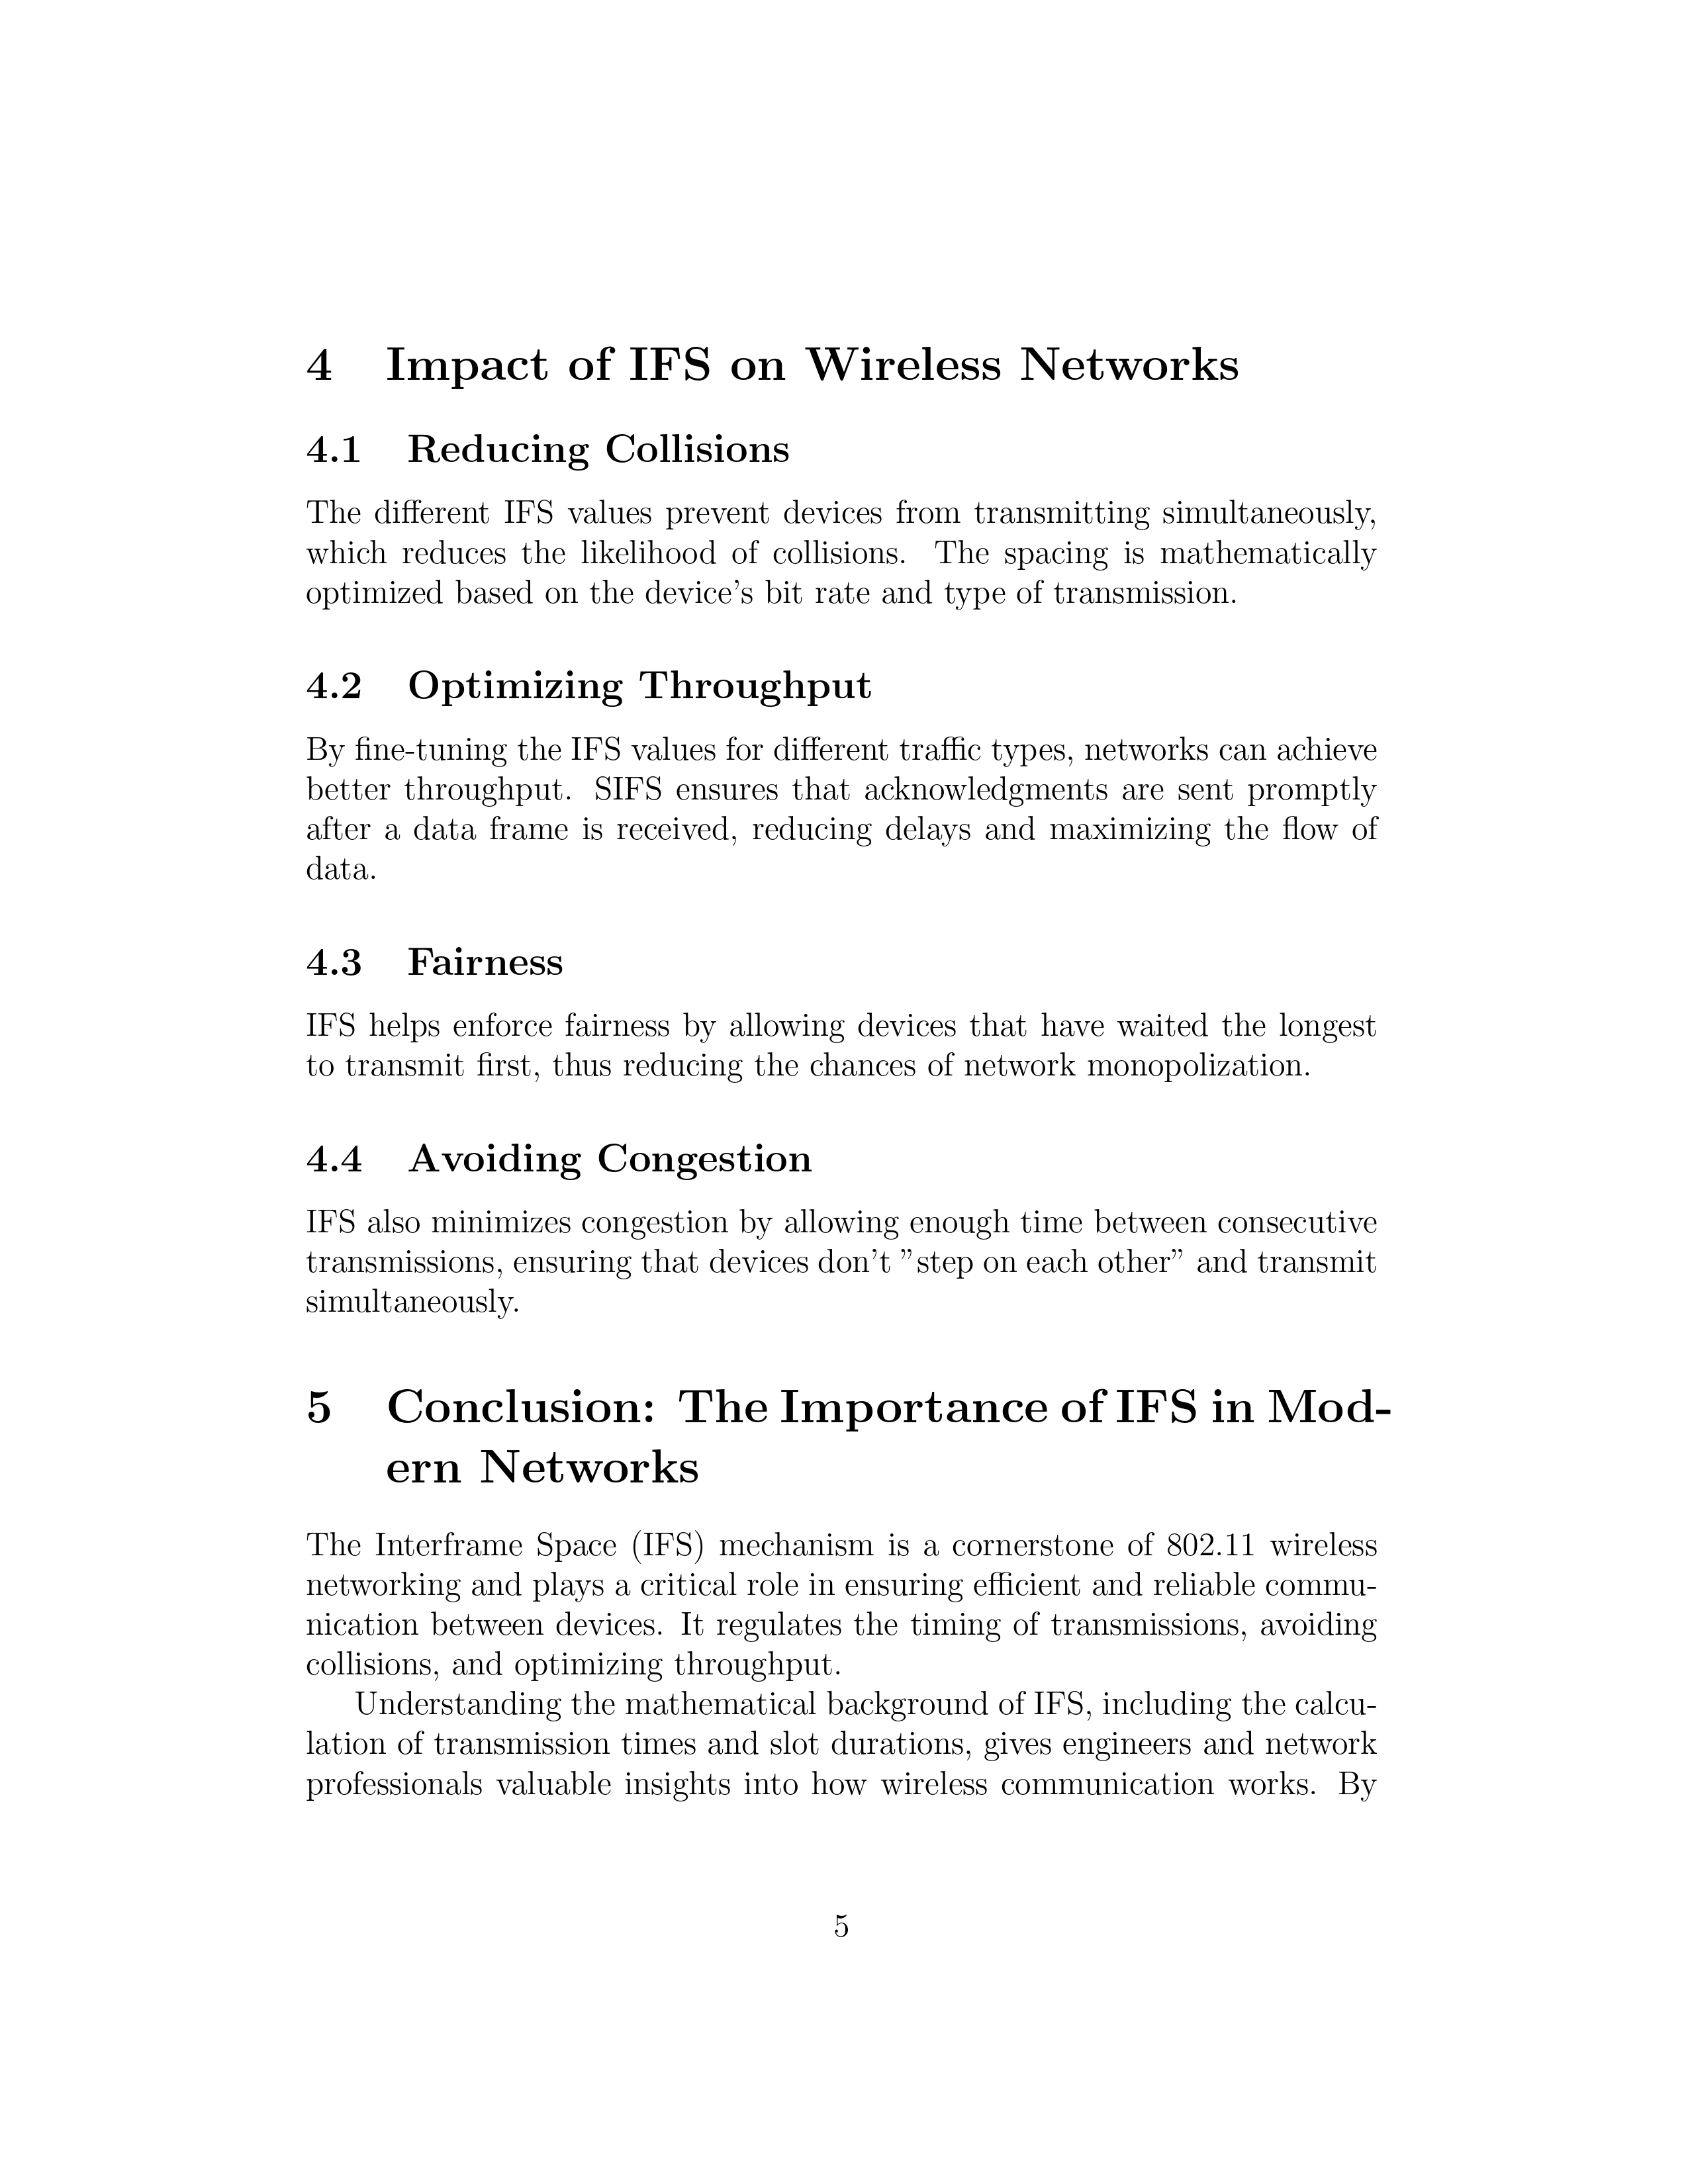 4 Impact of IFS on Wireless Networks
4.1 Reducing Collisions
The different IFS values prevent devices from transmitting simultaneously,
which reduces the likelihood of collisions. The spacing is mathematically
optimized based on the device's bit rate and type of transmission.
4.2 Optimizing Throughput
By fine-tuning the IFS values for different traffic types, networks can achieve
better throughput. SIFS ensures that acknowledgments are sent promptly
after a data frame is received, reducing delays and maximizing the flow of
data.
4.3 Fairness
IFS helps enforce fairness by allowing devices that have waited the longest
to transmit first, thus reducing the chances of network monopolization.
4.4 Avoiding Congestion
IFS also minimizes congestion by allowing enough time between consecutive
transmissions, ensuring that devices don't ”step on each other” and transmit
simultaneously.
5 Conclusion: The Importance of IFS in Mod-
ern Networks
The Interframe Space (IFS) mechanism is a cornerstone of 802.11 wireless
networking and plays a critical role in ensuring efficient and reliable commu-
nication between devices. It regulates the timing of transmissions, avoiding
collisions, and optimizing throughput.
Understanding the mathematical background of IFS, including the calcu-
lation of transmission times and slot durations, gives engineers and network
professionals valuable insights into how wireless communication works. By
5